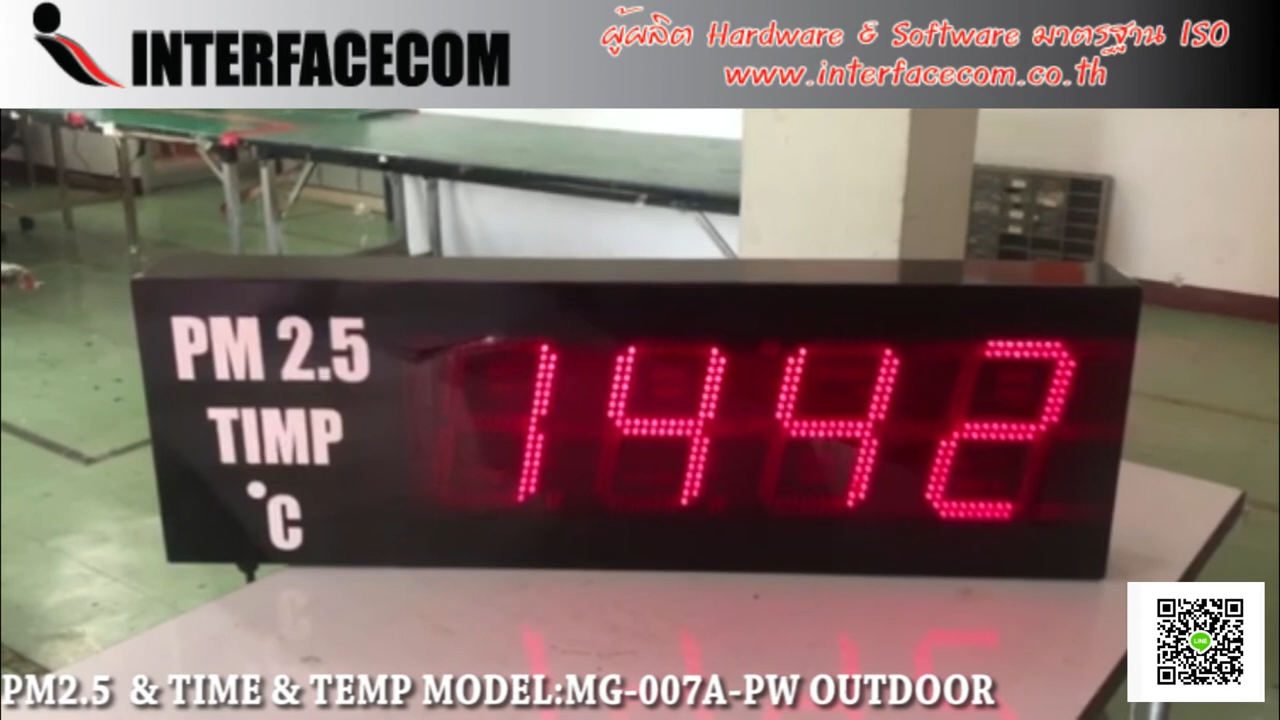 INTERFACECOM
ผู้ผลิต Hardware & Software มาตรฐาน ISO
www.interfacecom.co.th
PM 2.5
TIMP
°C
1442
LINE
PM2.5 & TIME & TEMP MODEL:MG-007A-PW OUTDOOR